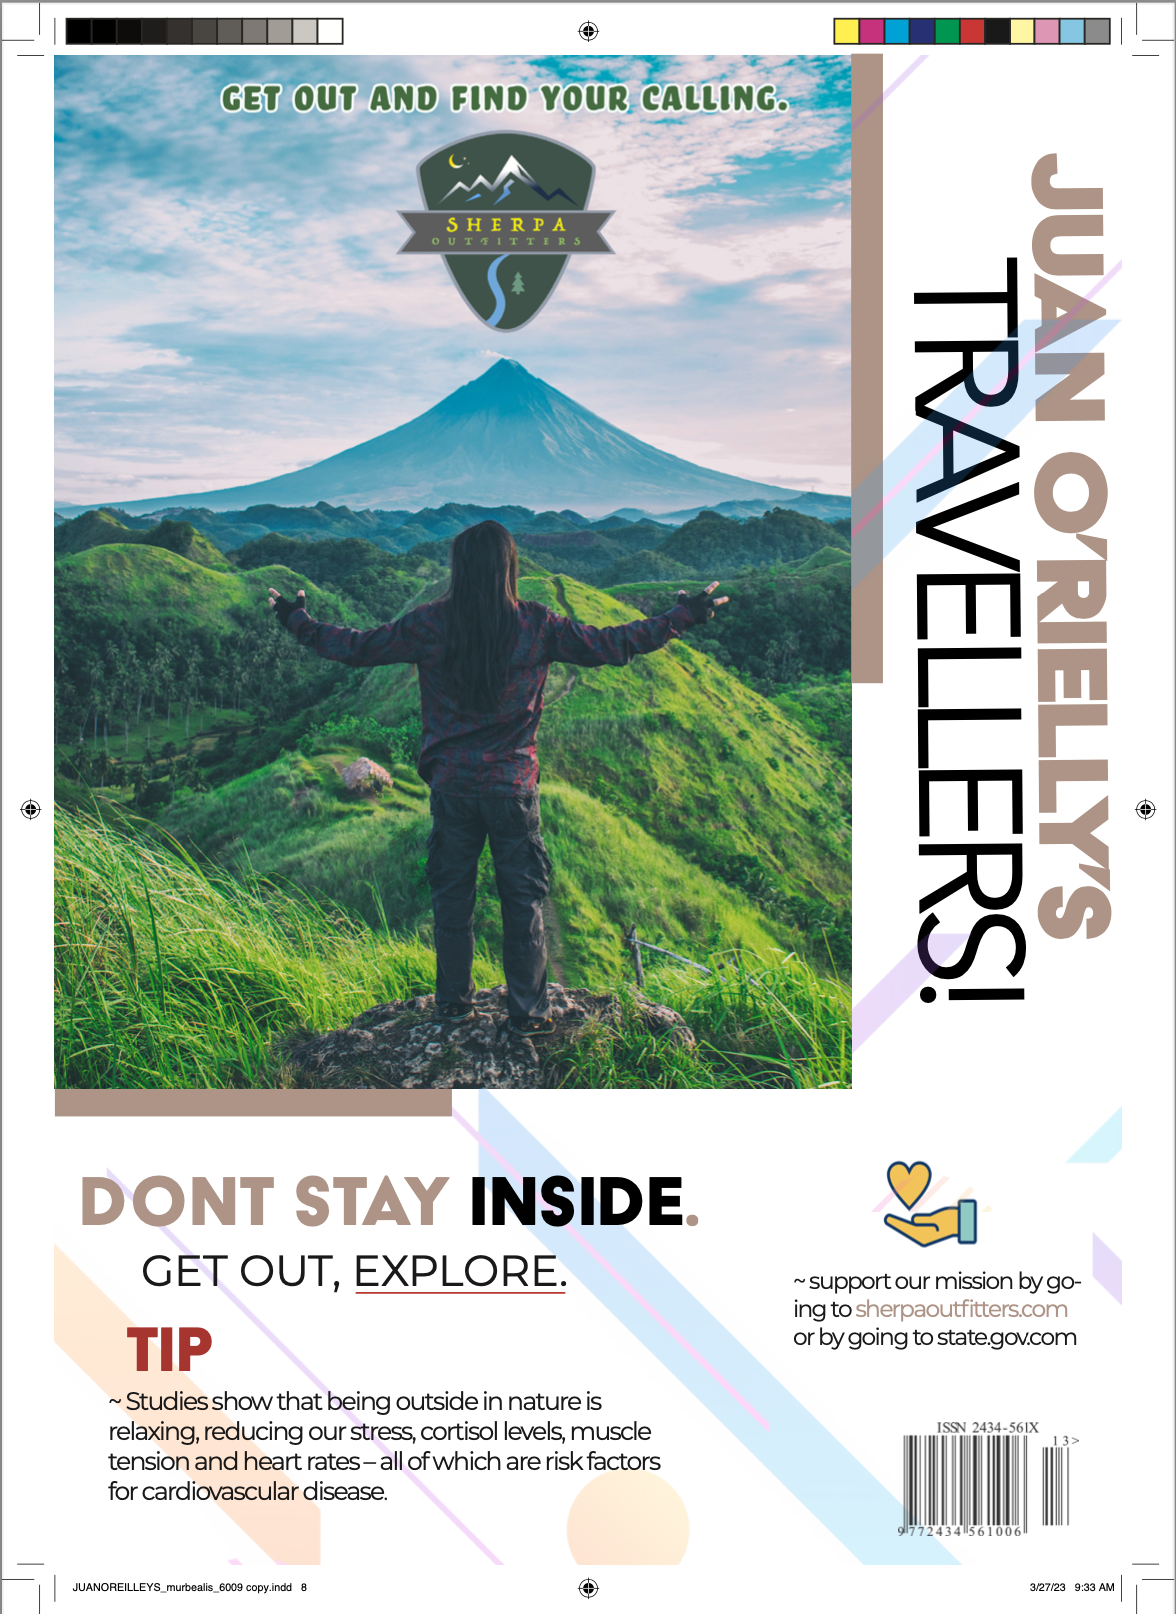 GET OUT AND FIND YOUR CALLING.
SHERPA
OUTFITTERS
JUAN O'RIELLY'S
TRAVELLERS!
DONT STAY INSIDE.
GET OUT, EXPLORE.
TIP
~ Studies show that being outside in nature is
relaxing, reducing our stress, cortisol levels, muscle
tension and heart rates – all of which are risk factors
for cardiovascular disease.
~ support our mission by go-
ing to sherpaoutfitters.com
or by going to state.gov.com
ISSN 2434-561X
13>
9 772434 561006
JUANOREILLEYS_murbealis_6009 copy.indd 8
3/27/23 9:33 AM